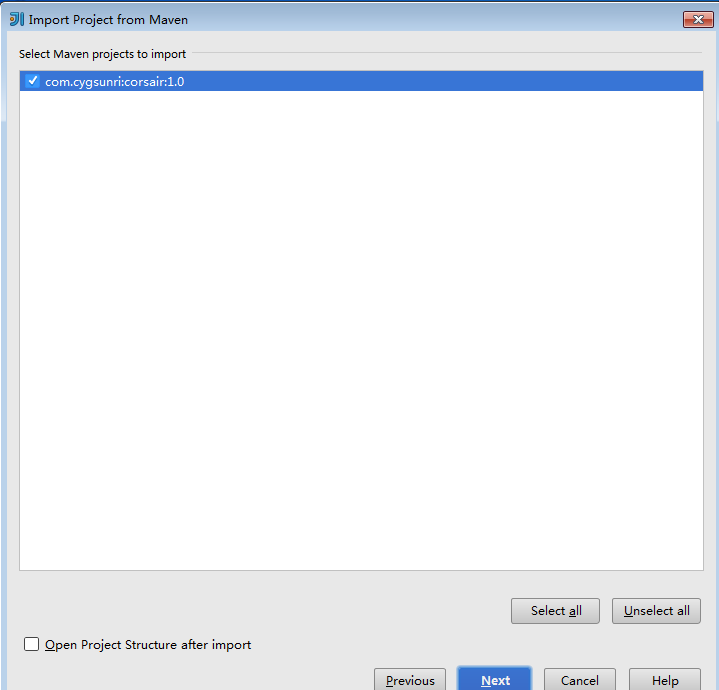 Import Project from Maven
Select Maven projects to import
com.cygsunri:corsair:1.0
Select all
Unselect all
Open Project Structure after import
Previous
Next
Cancel
Help